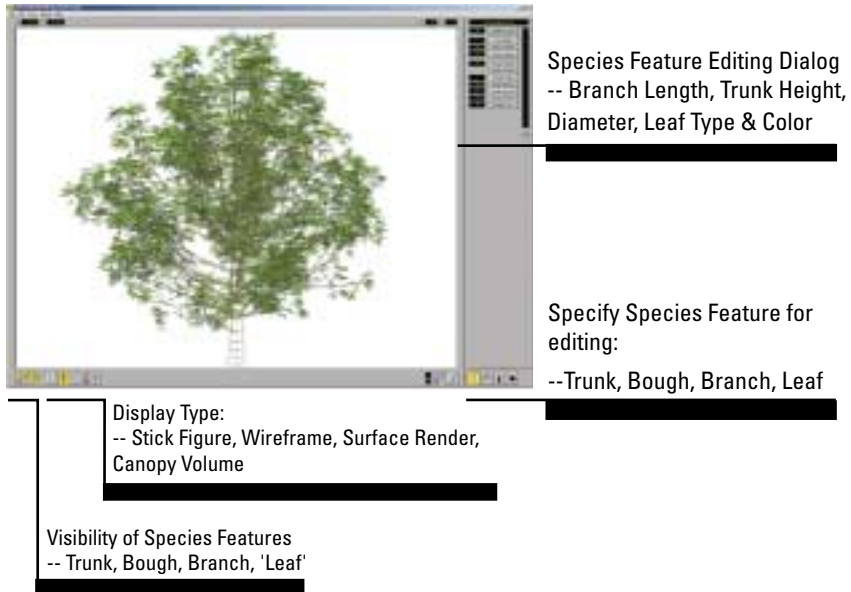 Species Feature Editing Dialog
-- Branch Length, Trunk Height,
Diameter, Leaf Type & Color
Specify Species Feature for
editing:
--Trunk, Bough, Branch, Leaf
Display Type:
-- Stick Figure, Wireframe, Surface Render,
Canopy Volume
Visibility of Species Features
-- Trunk, Bough, Branch, 'Leaf'